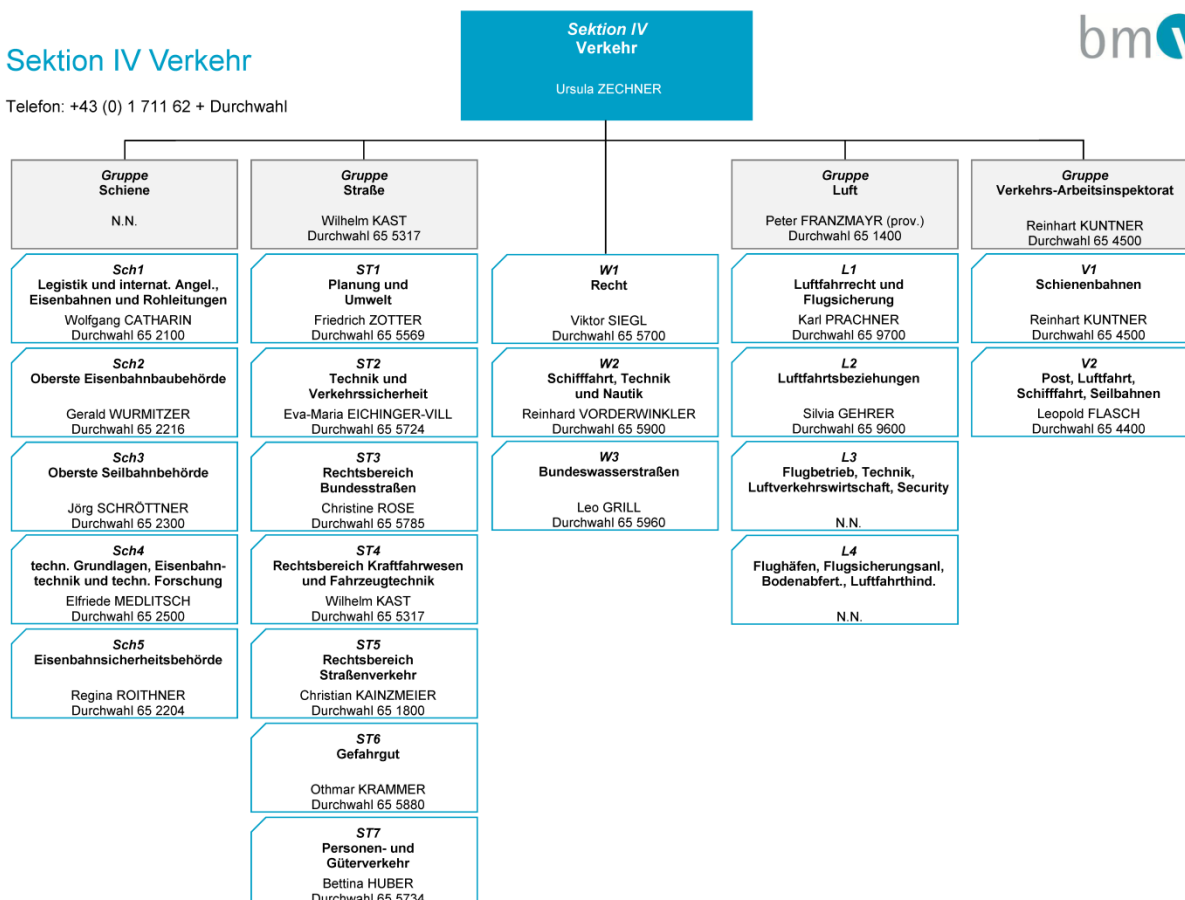 Sektion IV Verkehr
Telefon: +43 (0) 1 711 62 + Durchwahl
Sektion IV
Verkehr
Ursula ZECHNER
bmv
Gruppe
Schiene
N.N.
Sch1
Legistik und internat. Angel.,
Eisenbahnen und Rohleitungen
Wolfgang CATHARIN
Durchwahl 65 2100
Sch2
Oberste Eisenbahnbaubehörde
Gerald WURMITZER
Durchwahl 65 2216
Sch3
Oberste Seilbahnbehörde
Jörg SCHRÖTTNER
Durchwahl 65 2300
Sch4
techn. Grundlagen, Eisenbahn-
technik und techn. Forschung
Elfriede MEDLITSCH
Durchwahl 65 2500
Sch5
Eisenbahnsicherheitsbehörde
Regina ROITHNER
Durchwahl 65 2204
Gruppe
Straße
Wilhelm KAST
Durchwahl 65 5317
ST1
Planung und
Umwelt
Friedrich ZOTTER
Durchwahl 65 5569
ST2
Technik und
Verkehrssicherheit
Eva-Maria EICHINGER-VILL
Durchwahl 65 5724
ST3
Rechtsbereich
Bundesstraßen
Christine ROSE
Durchwahl 65 5785
ST4
Rechtsbereich Kraftfahrwesen
und Fahrzeugtechnik
Wilhelm KAST
Durchwahl 65 5317
ST5
Rechtsbereich
Straßenverkehr
Christian KAINZMEIER
Durchwahl 65 1800
ST6
Gefahrgut
Othmar KRAMMER
Durchwahl 65 5880
ST7
Personen- und
Güterverkehr
Bettina HUBER
Durchwahl 65 5734
W1
Recht
Viktor SIEGL
Durchwahl 65 5700
W2
Schifffahrt, Technik
und Nautik
Reinhard VORDERWINKLER
Durchwahl 65 5900
W3
Bundeswasserstraßen
Leo GRILL
Durchwahl 65 5960
Gruppe
Luft
Peter FRANZMAYR (prov.)
Durchwahl 65 1400
L1
Luftfahrrecht und
Flugsicherung
Karl PRACHNER
Durchwahl 65 9700
L2
Luftfahrtsbeziehungen
Silvia GEHRER
Durchwahl 65 9600
L3
Flugbetrieb, Technik,
Luftverkehrswirtschaft, Security
N.N.
L4
Flughäfen, Flugsicherungsanl,
Bodenabfert., Luftfahrthind.
N.N.
Gruppe
Verkehrs-Arbeitsinspektorat
Reinhart KUNTNER
Durchwahl 65 4500
V1
Schienenbahnen
Reinhart KUNTNER
Durchwahl 65 4500
V2
Post, Luftfahrt,
Schifffahrt, Seilbahnen
Leopold FLASCH
Durchwahl 65 4400